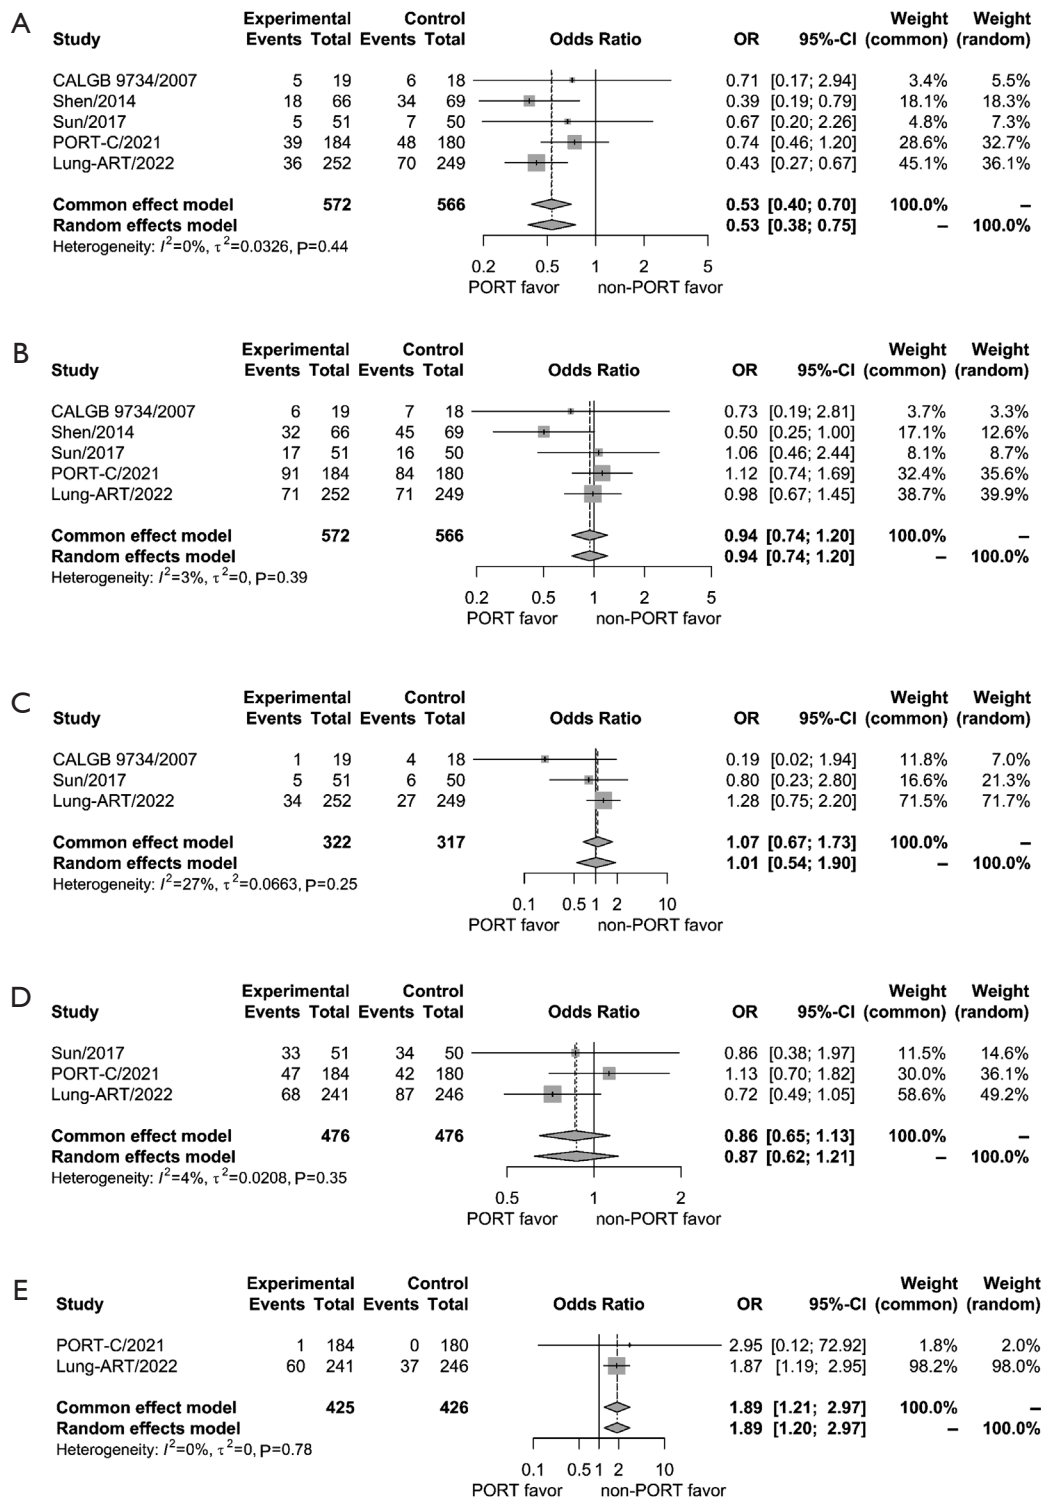 A
Experimental Control Weight Weight
Study Events Total Events Total Odds Ratio OR 95%-CI (common) (random)
CALGB 9734/2007 5 19 6 18 0.71 [0.17; 2.94] 3.4% 5.5%
Shen/2014 18 66 34 69 0.39 [0.19; 0.79] 18.1% 18.3%
Sun/2017 5 51 7 50 0.67 [0.20; 2.26] 4.8% 7.3%
PORT-C/2021 39 184 48 180 0.74 [0.46; 1.20] 28.6% 32.7%
Lung-ART/2022 36 252 70 249 0.43 [0.27; 0.67] 45.1% 36.1%
Common effect model 572 566 0.53 [0.40; 0.70] 100.0% –
Random effects model 0.53 [0.38; 0.75] – 100.0%
Heterogeneity: I²=0%, τ²=0.0326, P=0.44
0.2 0.5 1 2 5
PORT favor non-PORT favor
B
Experimental Control Weight Weight
Study Events Total Events Total Odds Ratio OR 95%-CI (common) (random)
CALGB 9734/2007 6 19 7 18 0.73 [0.19; 2.81] 3.7% 3.3%
Shen/2014 32 66 45 69 0.50 [0.25; 1.00] 17.1% 12.6%
Sun/2017 17 51 16 50 1.06 [0.46; 2.44] 8.1% 8.7%
PORT-C/2021 91 184 84 180 1.12 [0.74; 1.69] 32.4% 35.6%
Lung-ART/2022 71 252 71 249 0.98 [0.67; 1.45] 38.7% 39.9%
Common effect model 572 566 0.94 [0.74; 1.20] 100.0% –
Random effects model 0.94 [0.74; 1.20] – 100.0%
Heterogeneity: I²=3%, τ²=0, P=0.39
0.2 0.5 1 2 5
PORT favor non-PORT favor
C
Experimental Control Weight Weight
Study Events Total Events Total Odds Ratio OR 95%-CI (common) (random)
CALGB 9734/2007 1 19 4 18 0.19 [0.02; 1.94] 11.8% 7.0%
Sun/2017 5 51 6 50 0.80 [0.23; 2.80] 16.6% 21.3%
Lung-ART/2022 34 252 27 249 1.28 [0.75; 2.20] 71.5% 71.7%
Common effect model 322 317 1.07 [0.67; 1.73] 100.0% –
Random effects model 1.01 [0.54; 1.90] – 100.0%
Heterogeneity: I²=27%, τ²=0.0663, P=0.25
0.1 0.5 1 2 10
PORT favor non-PORT favor
D
Experimental Control Weight Weight
Study Events Total Events Total Odds Ratio OR 95%-CI (common) (random)
Sun/2017 33 51 34 50 0.86 [0.38; 1.97] 11.5% 14.6%
PORT-C/2021 47 184 42 180 1.13 [0.70; 1.82] 30.0% 36.1%
Lung-ART/2022 68 241 87 246 0.72 [0.49; 1.05] 58.6% 49.2%
Common effect model 476 476 0.86 [0.65; 1.13] 100.0% –
Random effects model 0.87 [0.62; 1.21] – 100.0%
Heterogeneity: I²=4%, τ²=0.0208, P=0.35
0.5 1 2
PORT favor non-PORT favor
E
Experimental Control Weight Weight
Study Events Total Events Total Odds Ratio OR 95%-CI (common) (random)
PORT-C/2021 1 184 0 180 2.95 [0.12; 72.92] 1.8% 2.0%
Lung-ART/2022 60 241 37 246 1.87 [1.19; 2.95] 98.2% 98.0%
Common effect model 425 426 1.89 [1.21; 2.97] 100.0% –
Random effects model 1.89 [1.20; 2.97] – 100.0%
Heterogeneity: I²=0%, τ²=0, P=0.78
0.1 0.5 1 2 10
PORT favor non-PORT favor